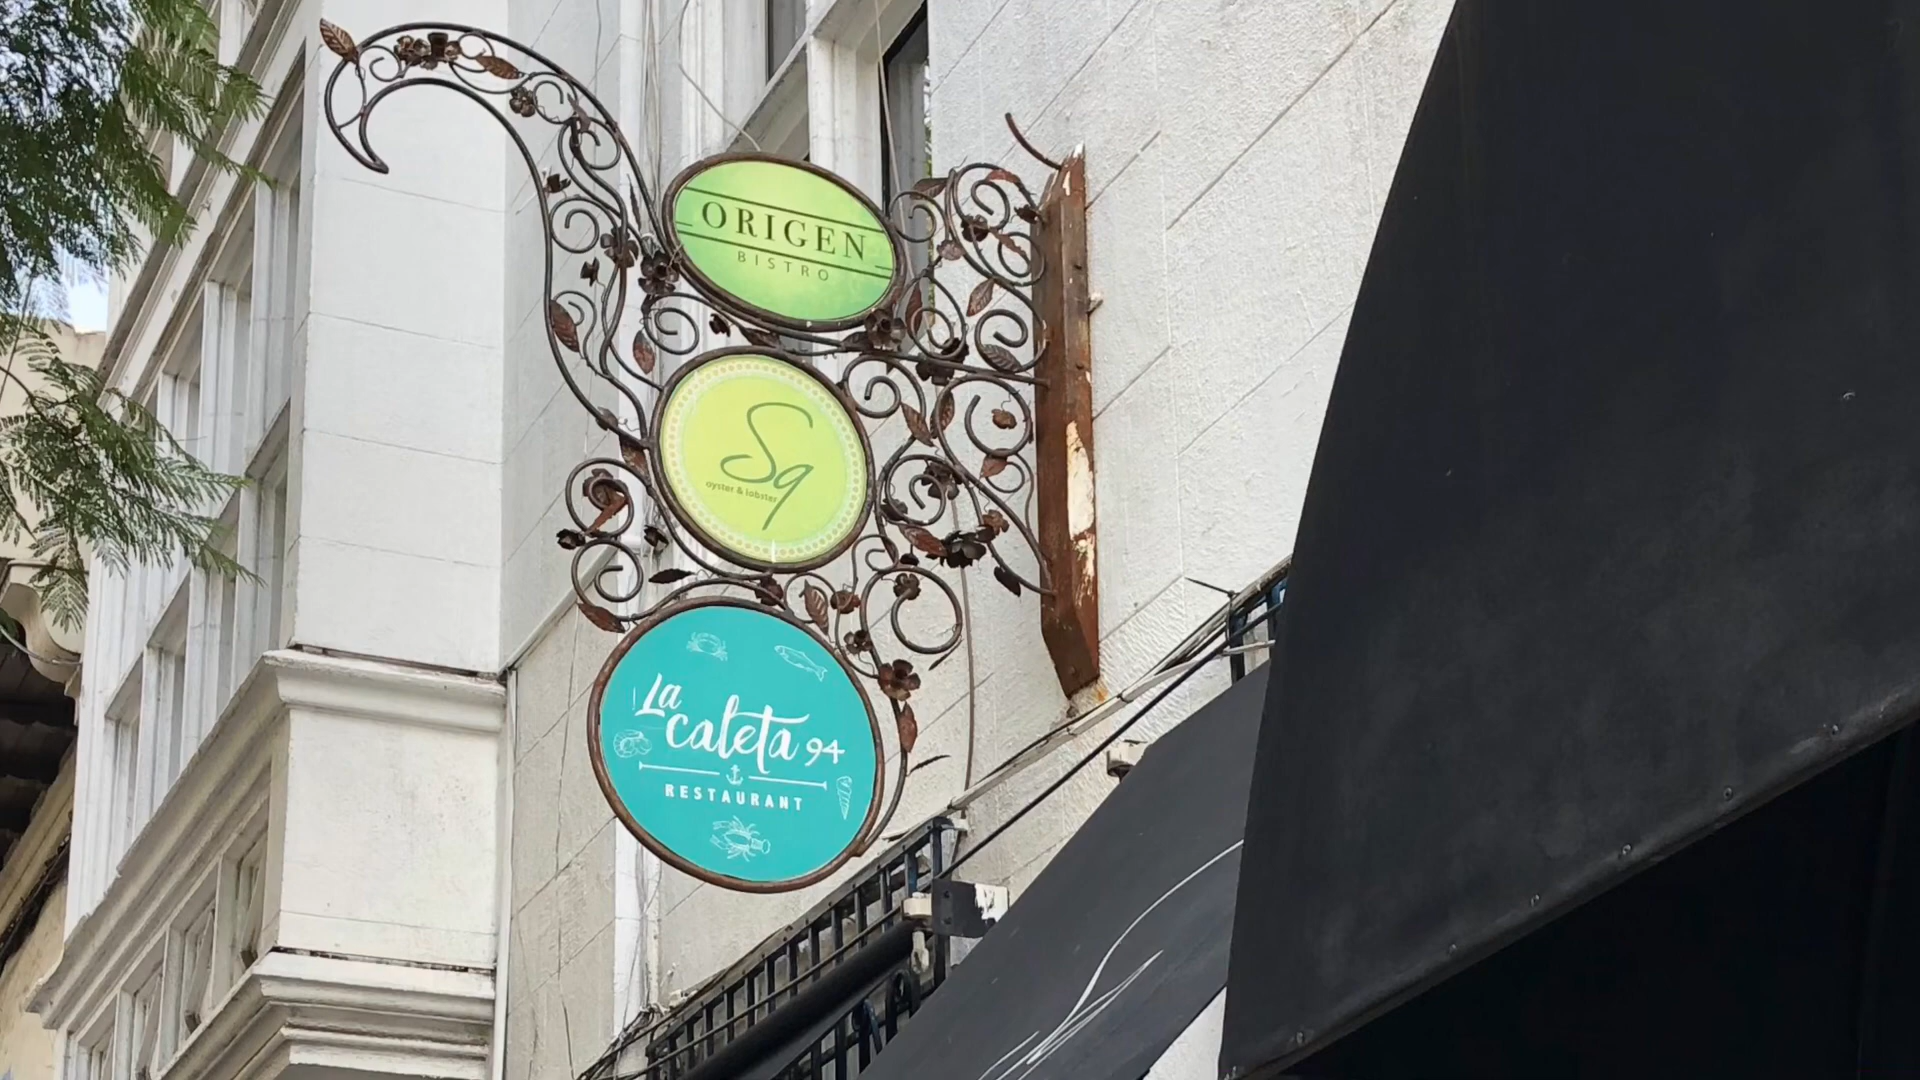 ORIGEN
BISTRO
Sq
oyster & lobster
La
caleta 94
RESTAURANT